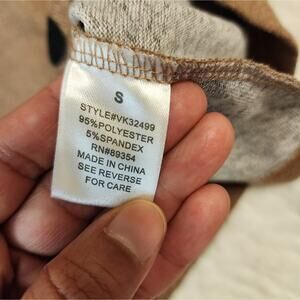 S
STYLE#VK32499
95%POLYESTER
5%SPANDEX
RN#89354
MADE IN CHINA
SEE REVERSE
FOR CARE